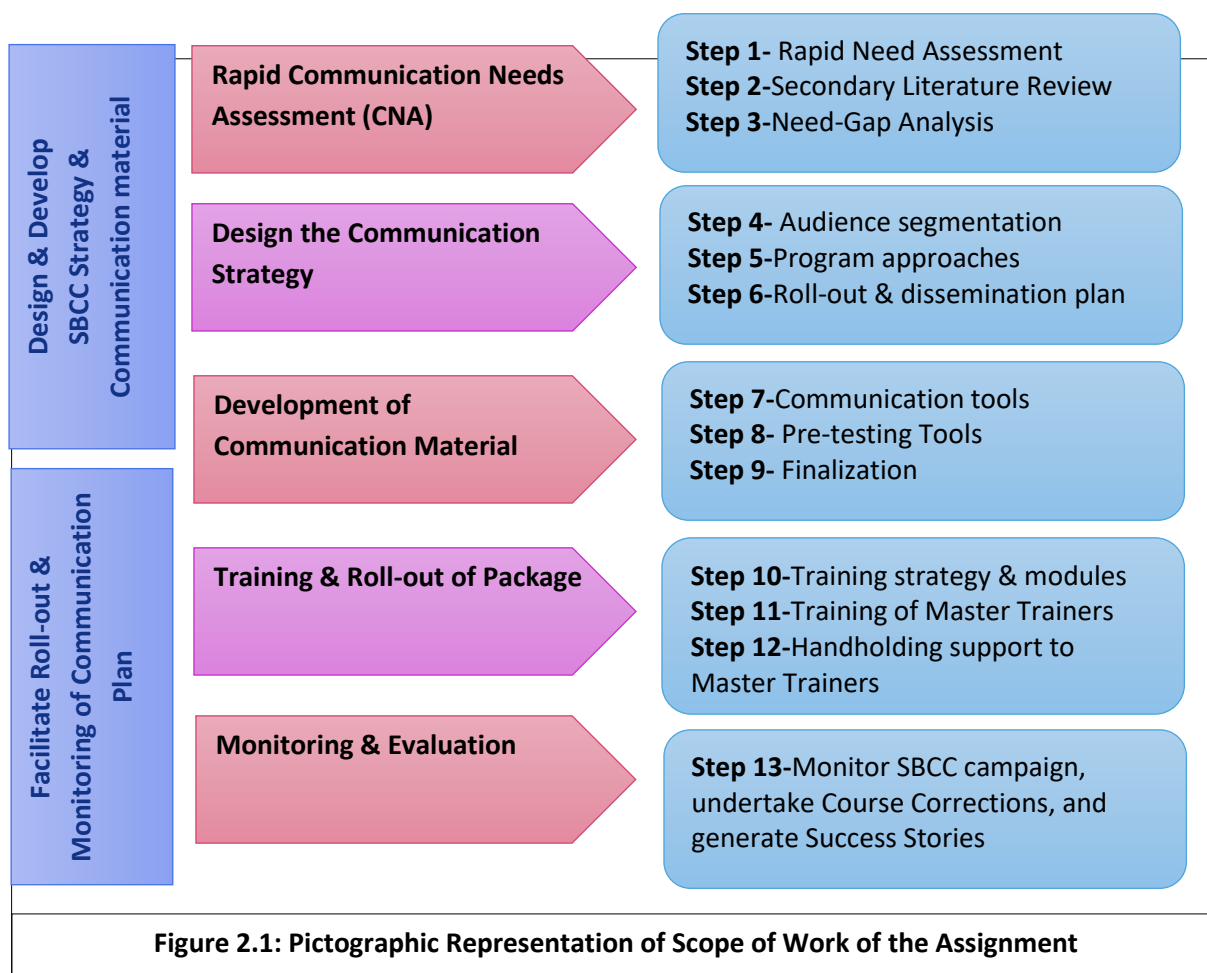 Design & Develop
SBCC Strategy &
Communication material
Rapid Communication Needs
Assessment (CNA)
Step 1- Rapid Need Assessment
Step 2-Secondary Literature Review
Step 3-Need-Gap Analysis
Design the Communication
Strategy
Step 4- Audience segmentation
Step 5-Program approaches
Step 6-Roll-out & dissemination plan
Development of
Communication Material
Step 7-Communication tools
Step 8- Pre-testing Tools
Step 9- Finalization
Facilitate Roll-out &
Monitoring of Communication
Plan
Training & Roll-out of Package
Step 10-Training strategy & modules
Step 11-Training of Master Trainers
Step 12-Handholding support to
Master Trainers
Monitoring & Evaluation
Step 13-Monitor SBCC campaign,
undertake Course Corrections, and
generate Success Stories
Figure 2.1: Pictographic Representation of Scope of Work of the Assignment